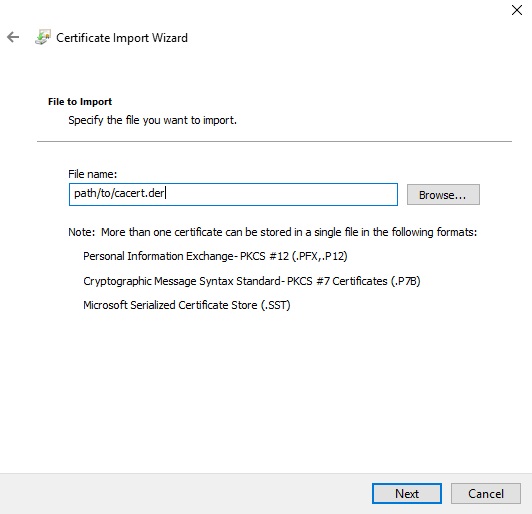 Certificate Import Wizard
File to Import
Specify the file you want to import.
File name:
path/to/cacert.der
Browse...
Note: More than one certificate can be stored in a single file in the following formats:
Personal Information Exchange- PKCS #12 (.PFX,.P12)
Cryptographic Message Syntax Standard- PKCS #7 Certificates (.P7B)
Microsoft Serialized Certificate Store (.SST)
Next
Cancel